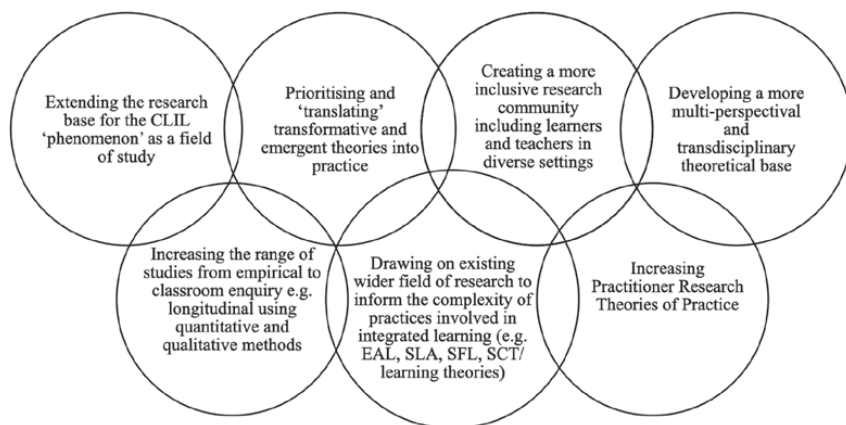 Extending the research
base for the CLIL
'phenomenon' as a field
of study
Prioritising and
'translating'
transformative and
emergent theories into
practice
Creating a more
inclusive research
community
including learners
and teachers in
diverse settings
Developing a more
multi-perspectival
and
transdisciplinary
theoretical base
Increasing the range of
studies from empirical to
classroom enquiry e.g.
longitudinal using
quantitative and
qualitative methods
Drawing on existing
wider field of research to
inform the complexity of
practices involved in
integrated learning (e.g.
EAL, SLA, SFL, SCT/
learning theories)
Increasing
Practitioner Research
Theories of Practice